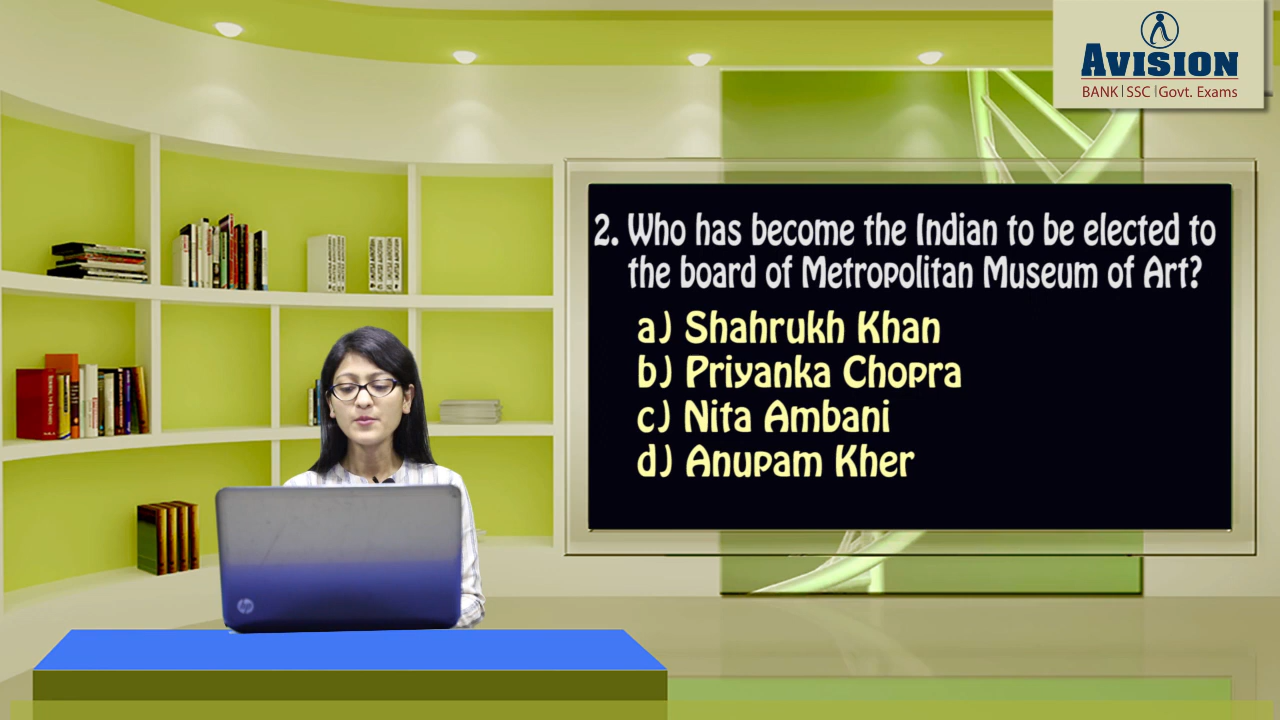 AVISION
BANK|SSC|Govt. Exams
2. Who has become the Indian to be elected to
the board of Metropolitan Museum of Art?
a) Shahrukh Khan
b) Priyanka Chopra
c) Nita Ambani
d) Anupam Kher
hp